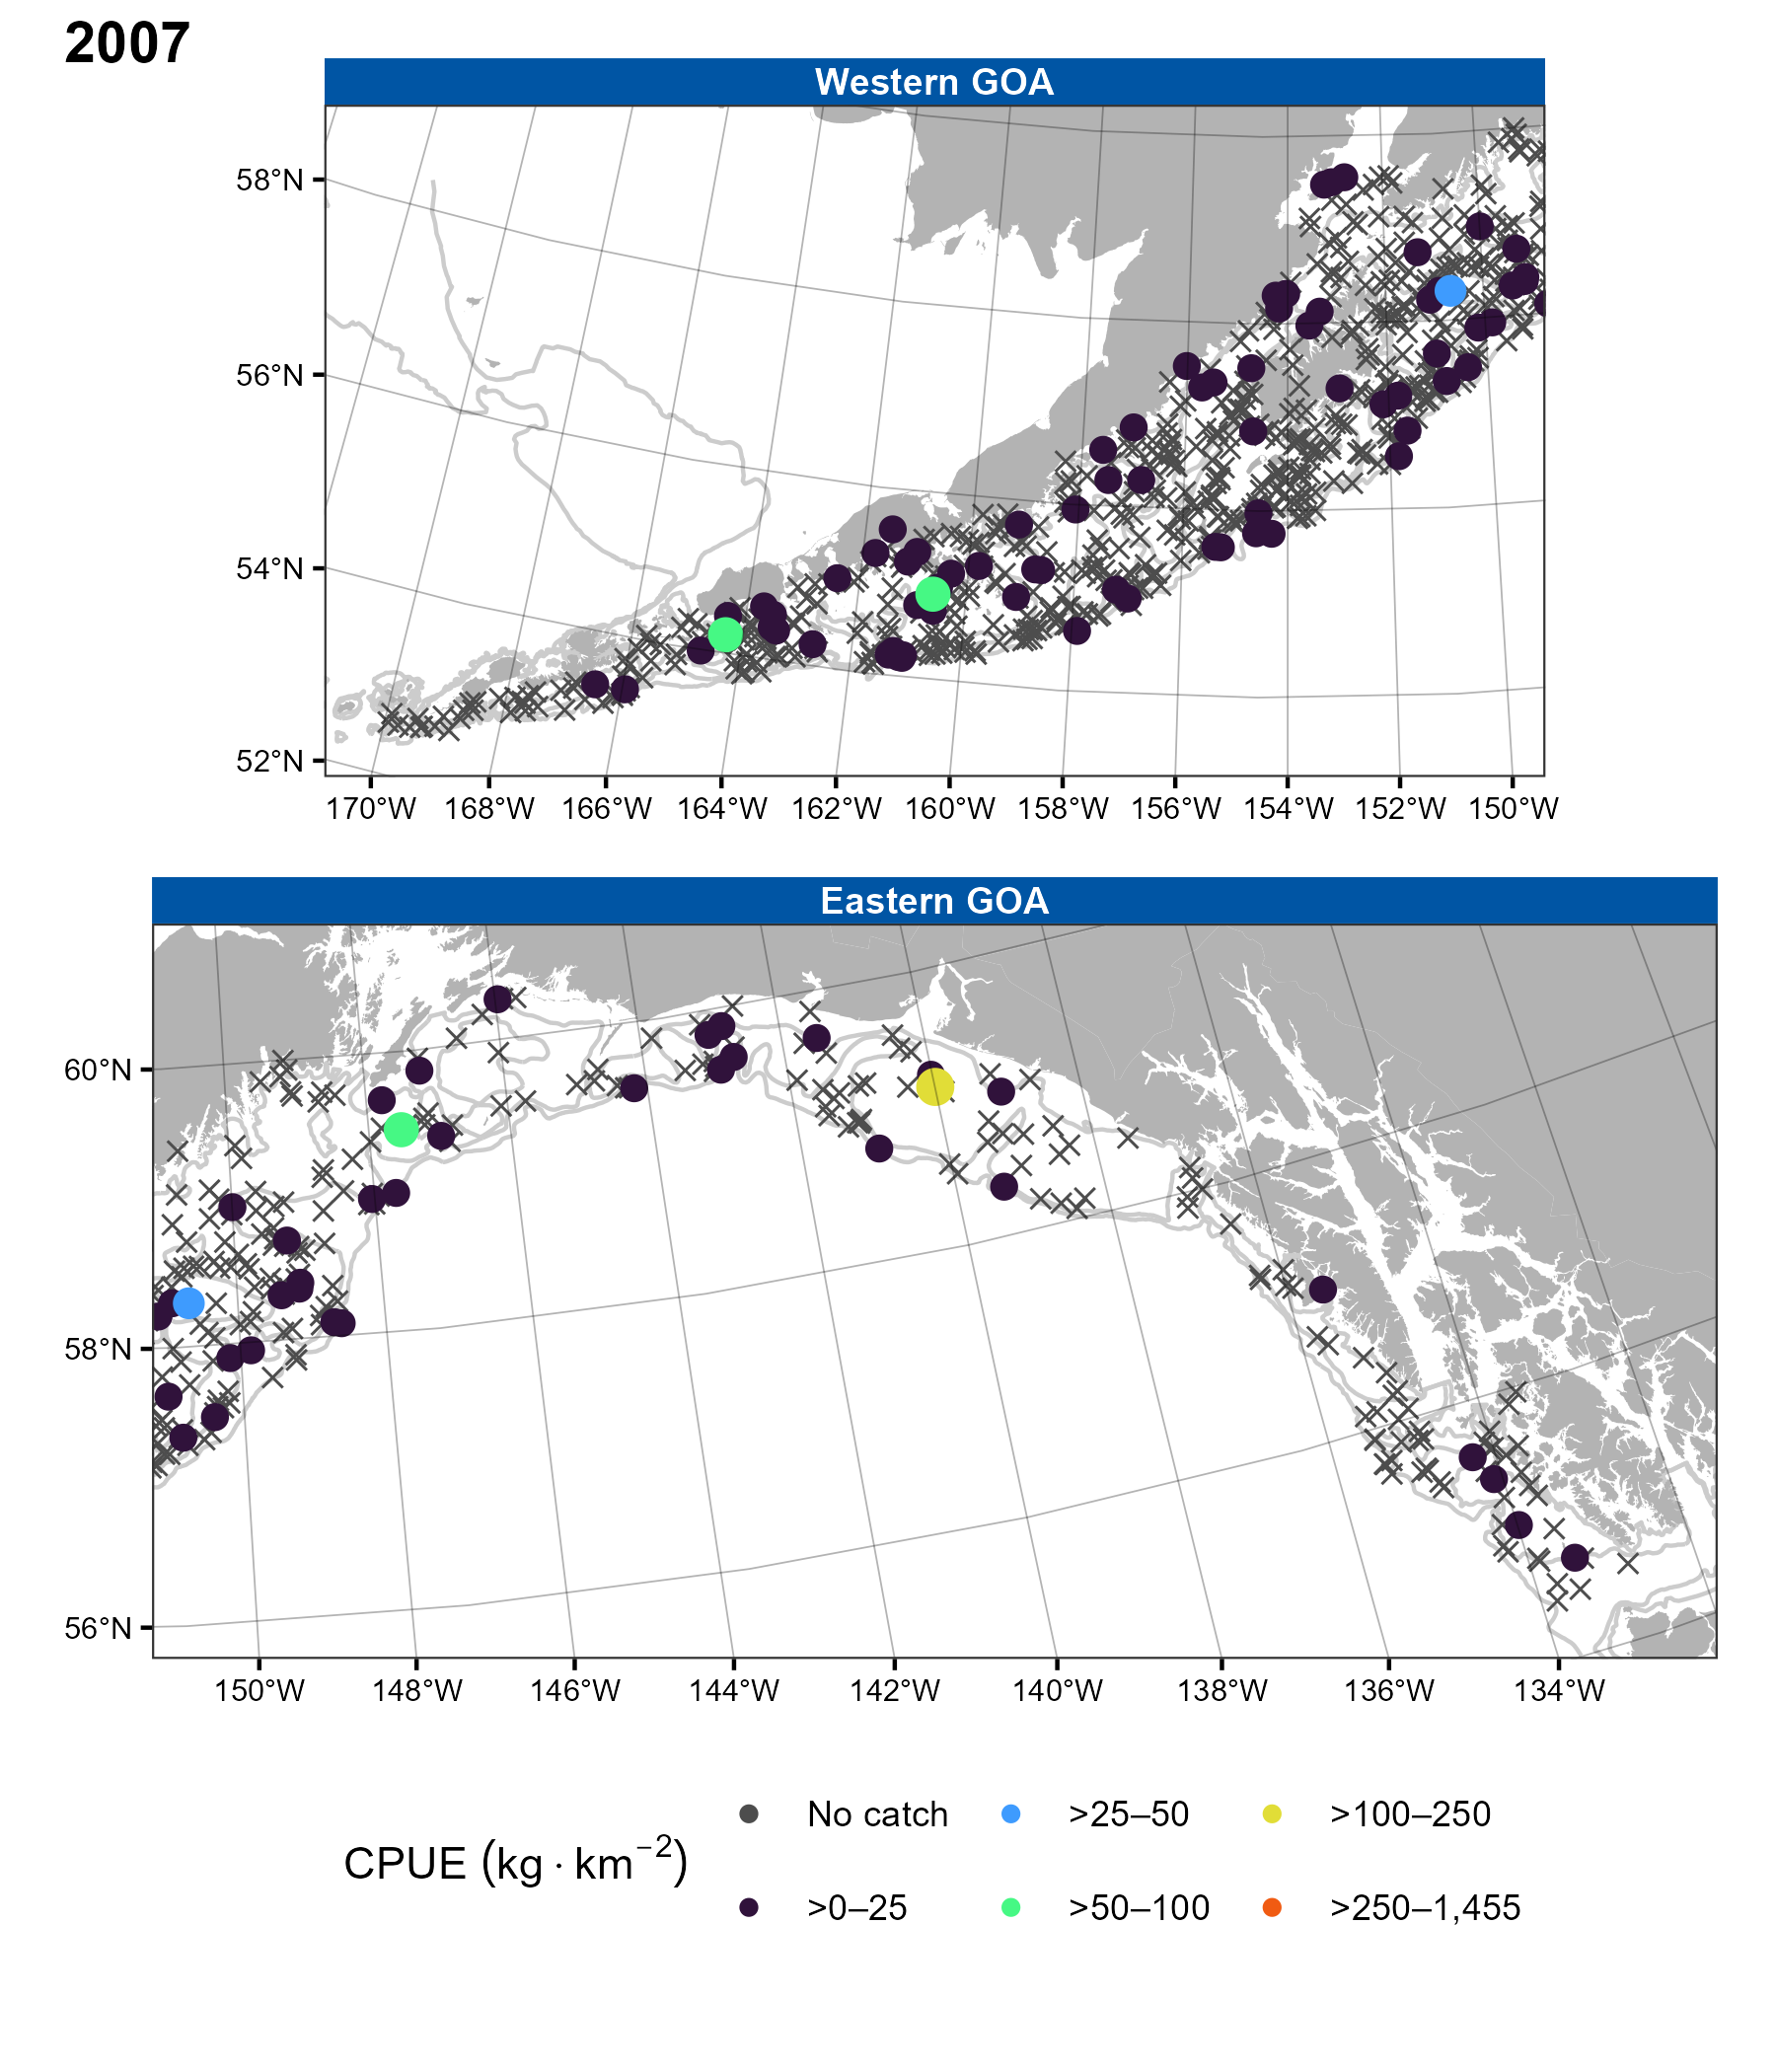 2007
Western GOA
58°N
56°N
54°N
52°N
170°W 168°W 166°W 164°W 162°W 160°W 158°W 156°W 154°W 152°W 150°W
Eastern GOA
60°N
58°N
56°N
150°W 148°W 146°W 144°W 142°W 140°W 138°W 136°W 134°W
CPUE (kg · km⁻²)
No catch >25–50 >100–250
>0–25 >50–100 >250–1,455